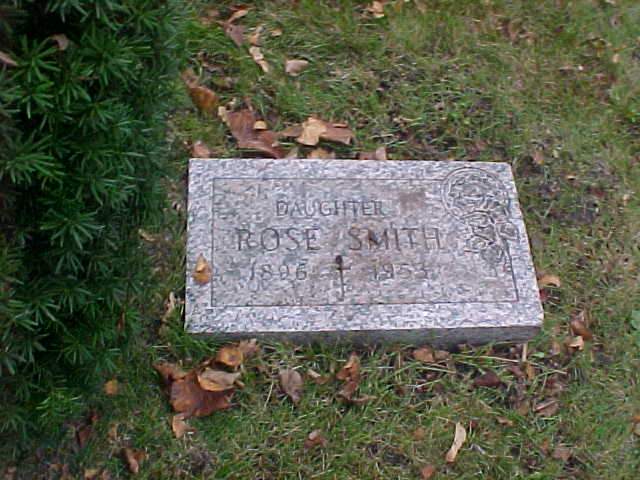 DAUGHTER
ROSE SMITH
1896 1953